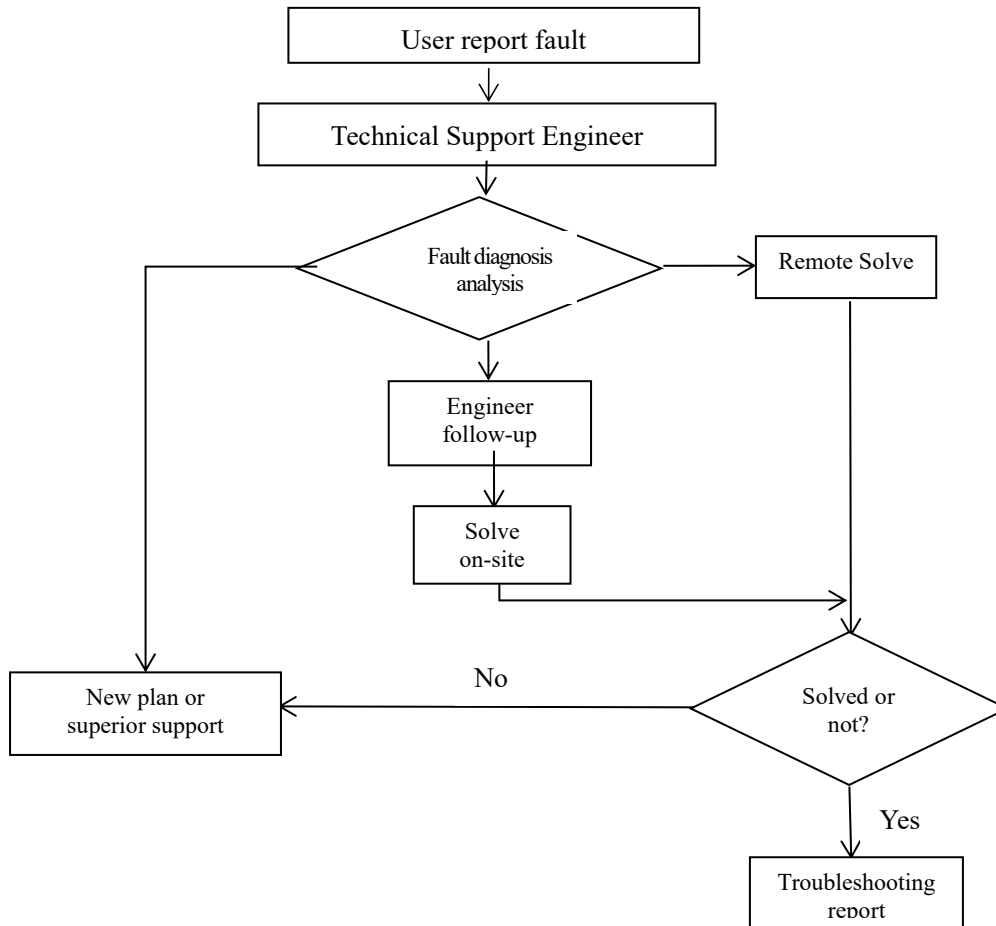 User report fault
Technical Support Engineer
Fault diagnosis
analysis
Remote Solve
Engineer
follow-up
Solve
on-site
No
New plan or
superior support
Solved or
not?
Yes
Troubleshooting
report